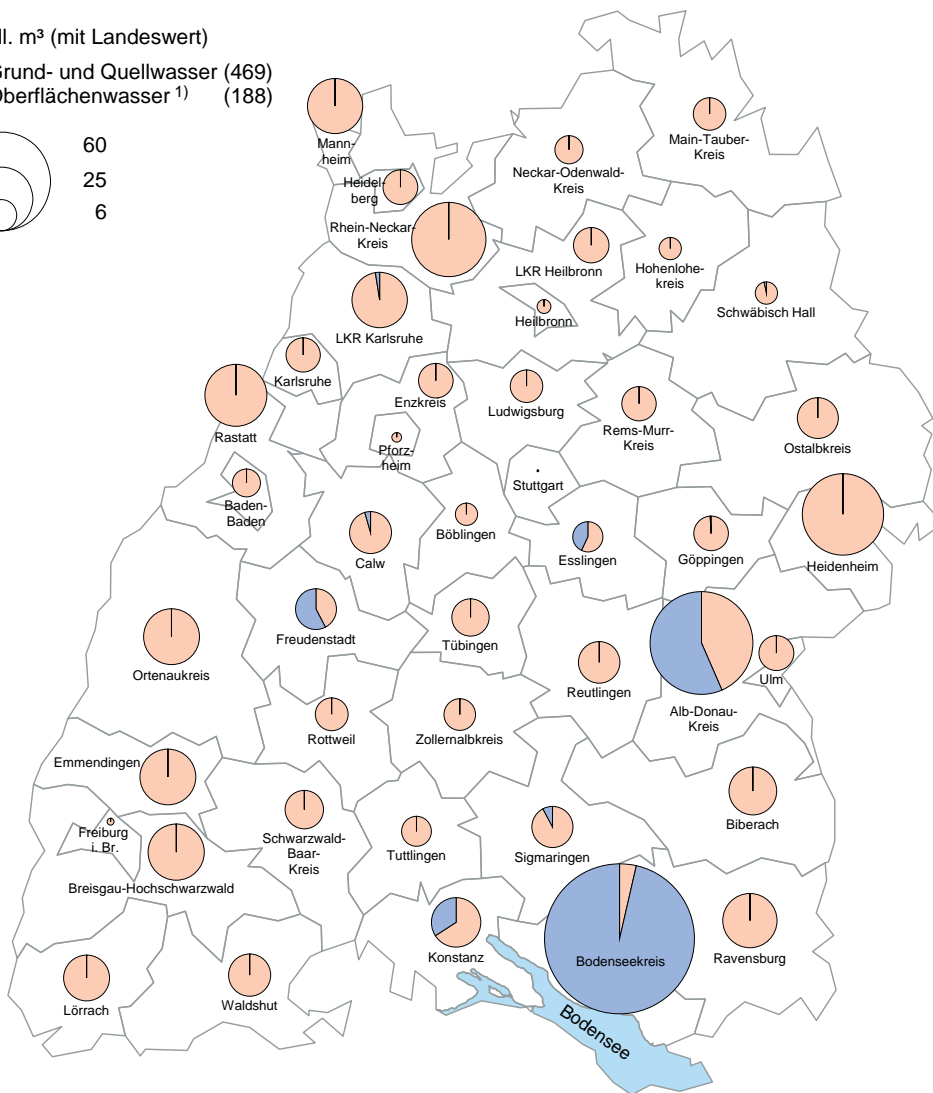 ll. m³ (mit Landeswert)
Grund- und Quellwasser (469)
Oberflächenwasser 1) (188)
60
25
6
Mann-
heim
Main-Tauber-
Kreis
Neckar-Odenwald-
Kreis
Heidel-
berg
Rhein-Neckar-
Kreis
LKR Heilbronn
Hohenlohe-
kreis
Heilbronn
Schwäbisch Hall
LKR Karlsruhe
Karlsruhe
Enzkreis
Ludwigsburg
Rems-Murr-
Kreis
Ostalbkreis
Rastatt
Pforz-
heim
Stuttgart
Baden-
Baden
Calw
Böblingen
Esslingen
Göppingen
Heidenheim
Freudenstadt
Tübingen
Ortenaukreis
Reutlingen
Ulm
Alb-Donau-
Kreis
Rottweil
Zollernalbkreis
Emmendingen
Biberach
Freiburg
i. Br.
Schwarzwald-
Baar-
Kreis
Tuttlingen
Sigmaringen
Breisgau-Hochschwarzwald
Konstanz
Bodenseekreis
Ravensburg
Lörrach
Waldshut
Bodensee